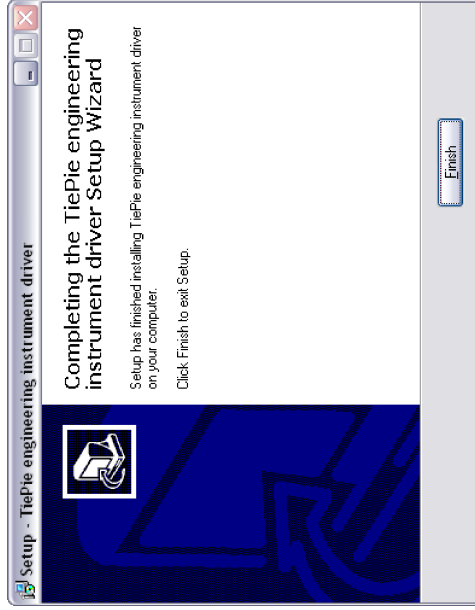 Setup - TiePie engineering instrument driver
Completing the TiePie engineering
instrument driver Setup Wizard
Setup has finished installing TiePie engineering instrument driver
on your computer.
Click Finish to exit Setup.
Finish